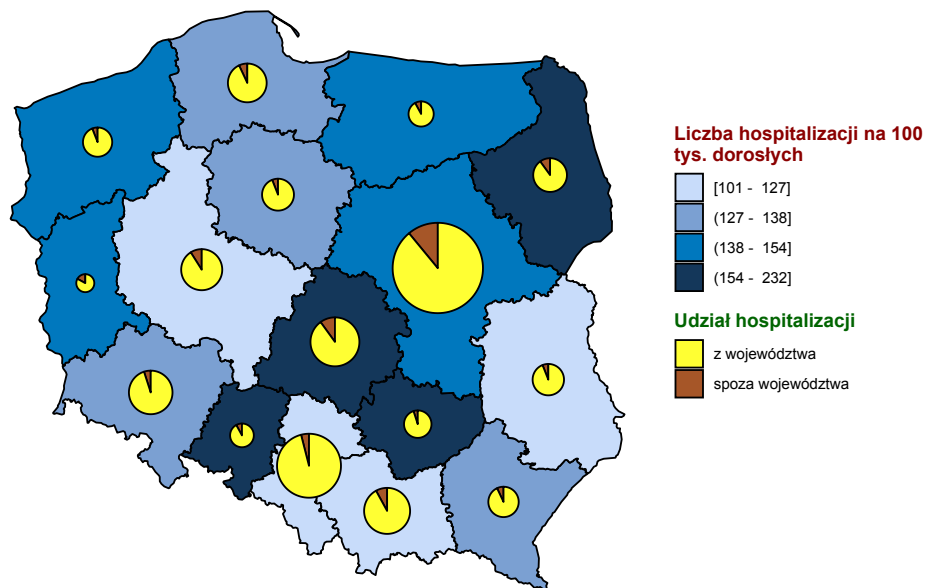 Liczba hospitalizacji na 100
tys. dorosłych
[101 - 127]
(127 - 138]
(138 - 154]
(154 - 232]
Udział hospitalizacji
z województwa
spoza województwa